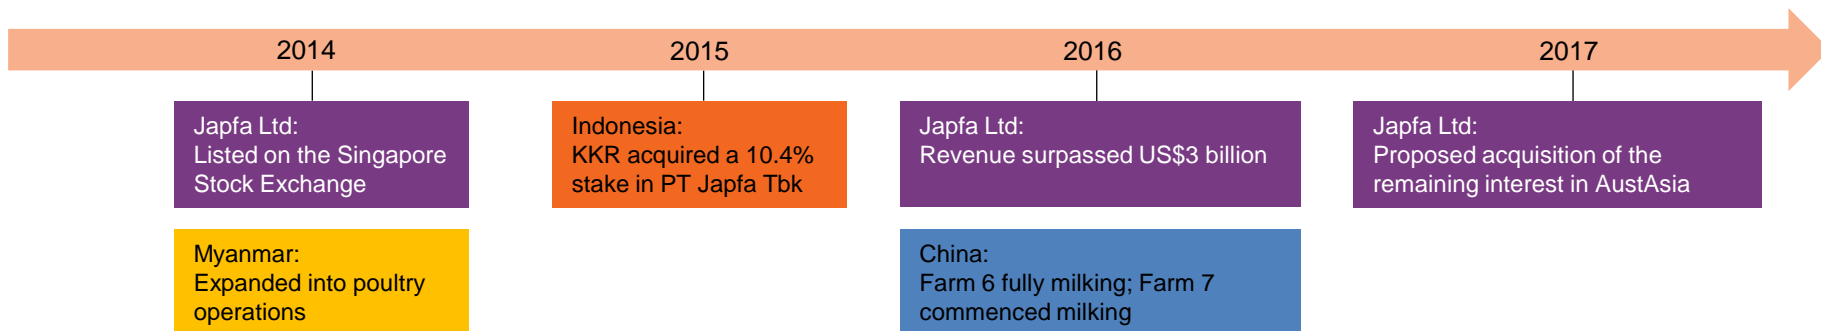 2014
2015
2016
2017
Japfa Ltd:
Listed on the Singapore
Stock Exchange
Indonesia:
KKR acquired a 10.4%
stake in PT Japfa Tbk
Japfa Ltd:
Revenue surpassed US$3 billion
Japfa Ltd:
Proposed acquisition of the
remaining interest in AustAsia
Myanmar:
Expanded into poultry
operations
China:
Farm 6 fully milking; Farm 7
commenced milking